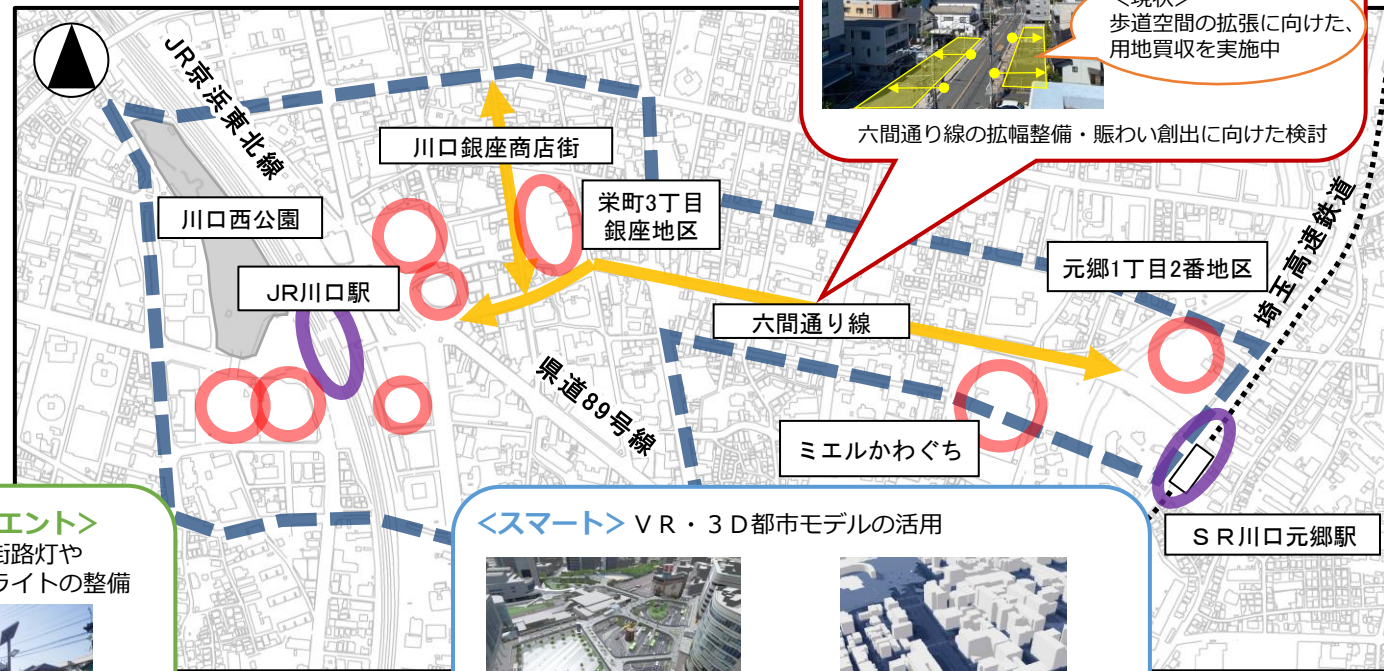 <現状>
歩道空間の拡張に向けた、
用地買収を実施中
六間通り線の拡幅整備・賑わい創出に向けた検討
JR京浜東北線
川口銀座商店街
栄町3丁目
銀座地区
川口西公園
JR川口駅
元郷1丁目2番地区
埼玉高速鉄道
六間通り線
県道89号線
ミエルかわぐち
SR川口元郷駅
エント>
街路灯や
ライトの整備
<スマート> VR・3D都市モデルの活用